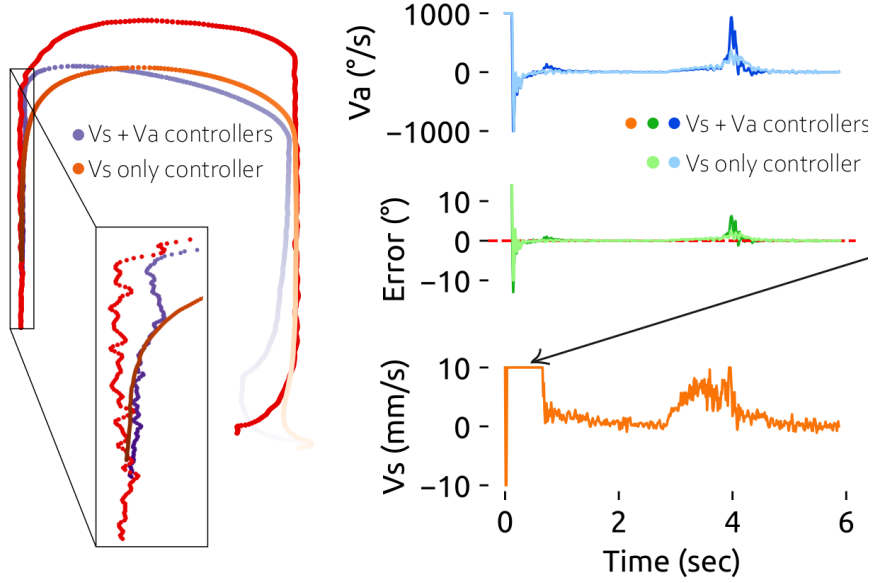 Vs + Va controllers
Vs only controller
Va (°/s)
1000
0
−1000
Vs + Va controllers
Vs only controller
Error (°)
10
0
−10
Vs (mm/s)
10
0
−10
0 2 4 6
Time (sec)